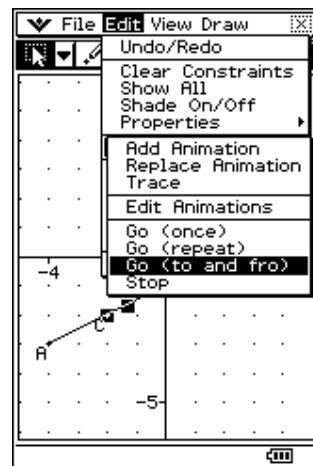 File Edit View Draw
Undo/Redo
Clear Constraints
Show All
Shade On/Off
Properties
Add Animation
Replace Animation
Trace
Edit Animations
Go (once)
Go (repeat)
Go (to and fro)
Stop
-4
C
A
-5